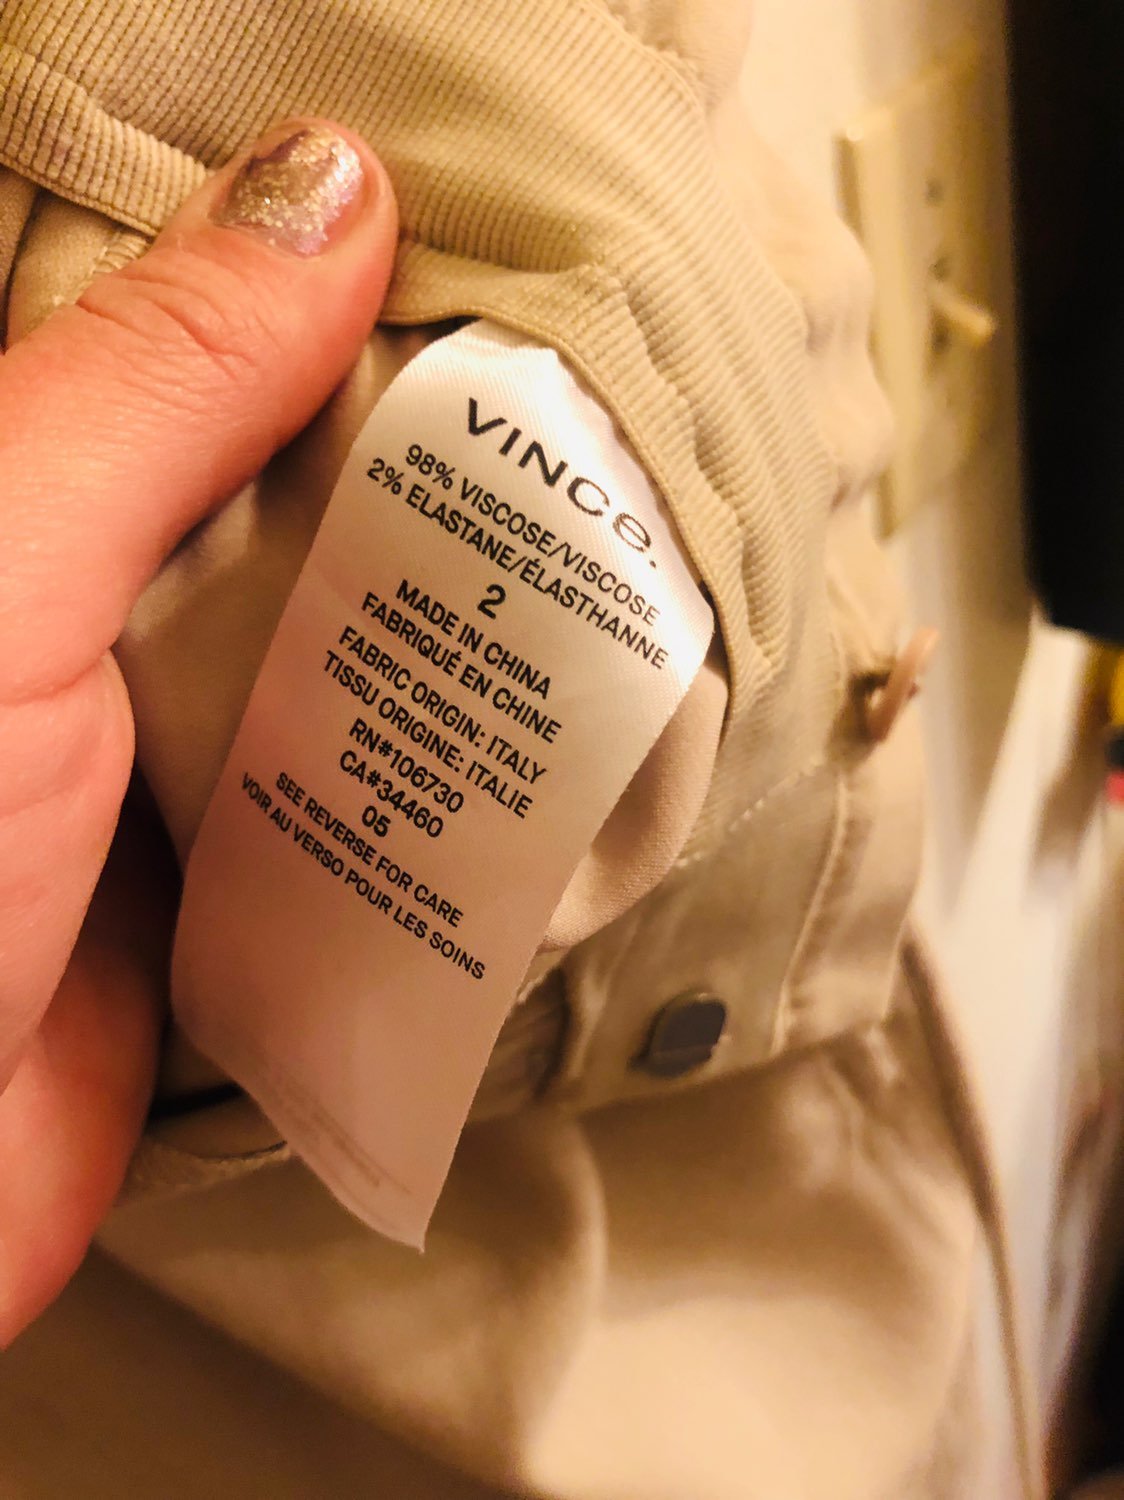 VINCe.
98% VISCOSE/VISCOSE
2% ELASTANE/ÉLASTHANNE
2
MADE IN CHINA
FABRIQUÉ EN CHINE
FABRIC ORIGIN: ITALY
TISSU ORIGINE: ITALIE
RN#106730
CA#34460
05
SEE REVERSE FOR CARE
VOIR AU VERSO POUR LES SOINS